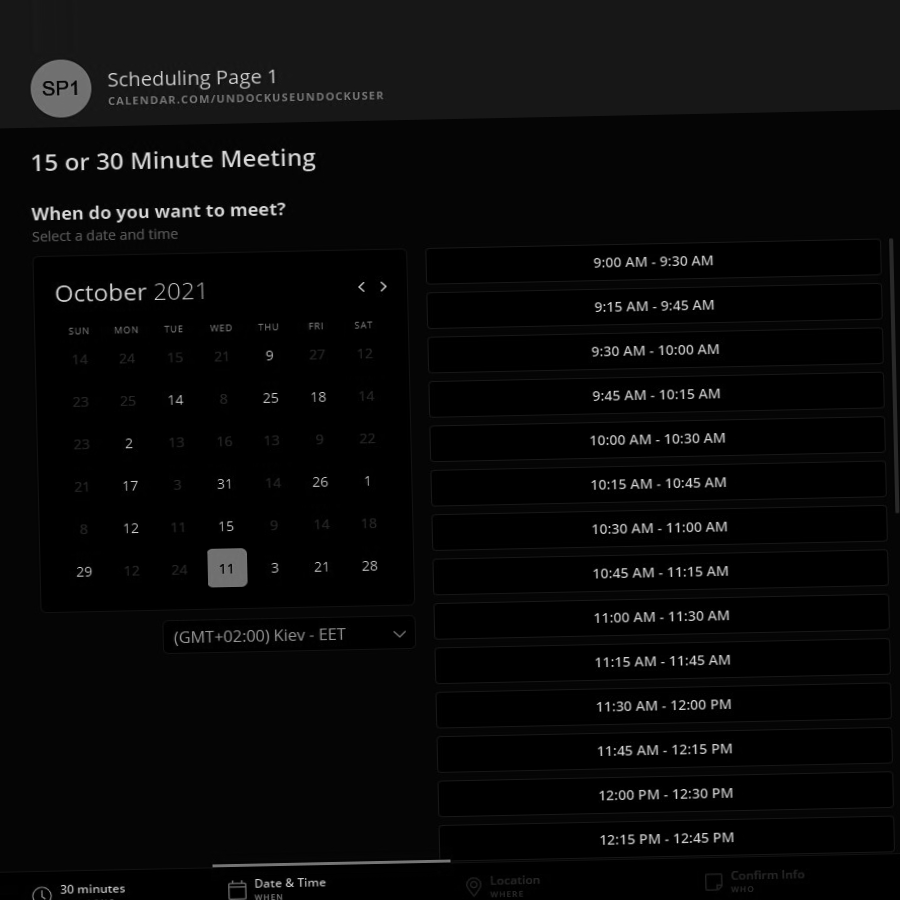 SP1
Scheduling Page 1
CALENDAR.COM/UNDOCKUSEUNDOCKUSER
15 or 30 Minute Meeting
When do you want to meet?
Select a date and time
October 2021
SUN MON TUE WED THU FRI SAT
14 24 15 21 9 27 12
23 25 14 8 25 18 14
23 2 13 16 13 9 22
21 17 3 31 14 26 1
8 12 11 15 9 14 18
29 12 24 11 3 21 28
(GMT+02:00) Kiev - EET
9:00 AM - 9:30 AM
9:15 AM - 9:45 AM
9:30 AM - 10:00 AM
9:45 AM - 10:15 AM
10:00 AM - 10:30 AM
10:15 AM - 10:45 AM
10:30 AM - 11:00 AM
10:45 AM - 11:15 AM
11:00 AM - 11:30 AM
11:15 AM - 11:45 AM
11:30 AM - 12:00 PM
11:45 AM - 12:15 PM
12:00 PM - 12:30 PM
12:15 PM - 12:45 PM
30 minutes
Date & Time
WHEN
Location
WHERE
Confirm Info
WHO